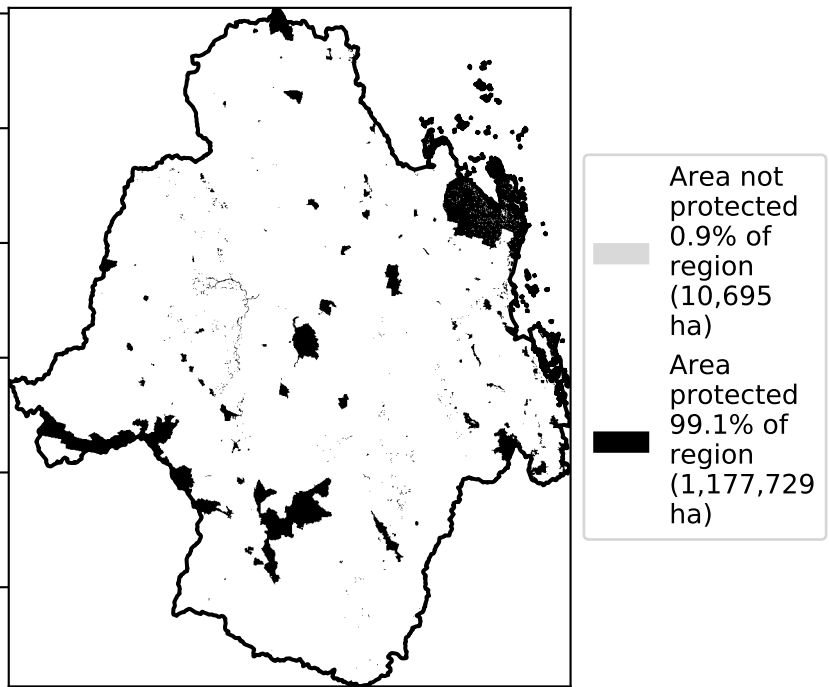 Area not
protected
0.9% of
region
(10,695
ha)
Area
protected
99.1% of
region
(1,177,729
ha)